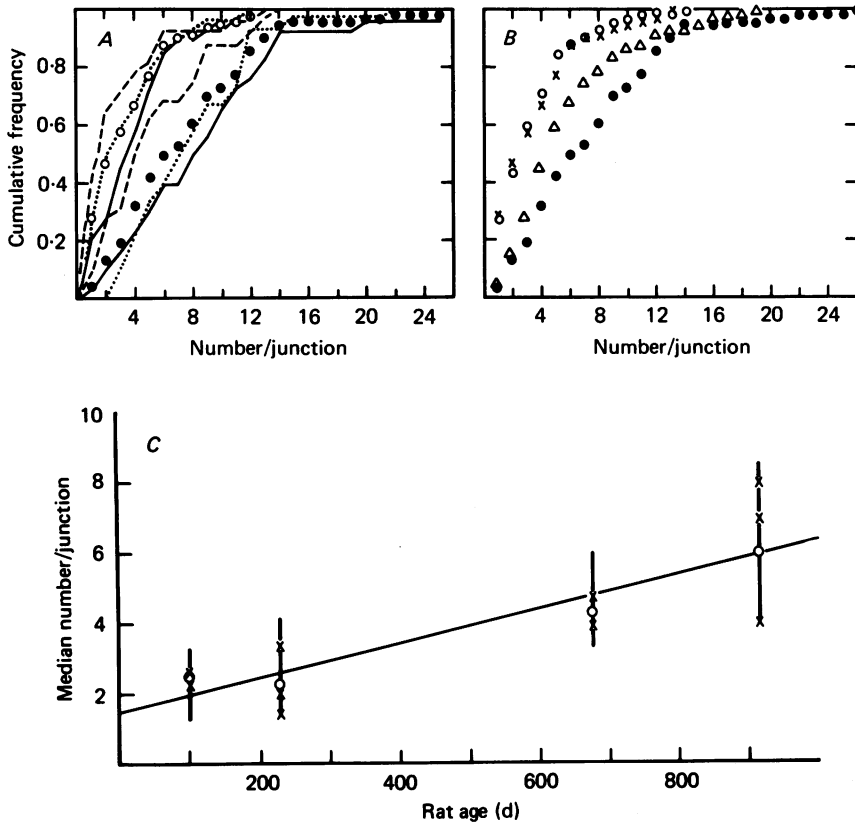 A
Cumulative frequency
0·8
0·6
0·4
0·2
4 8 12 16 20 24
Number/junction
B
4 8 12 16 20 24
Number/junction
C
Median number/junction
10
8
6
4
2
200 400 600 800
Rat age (d)